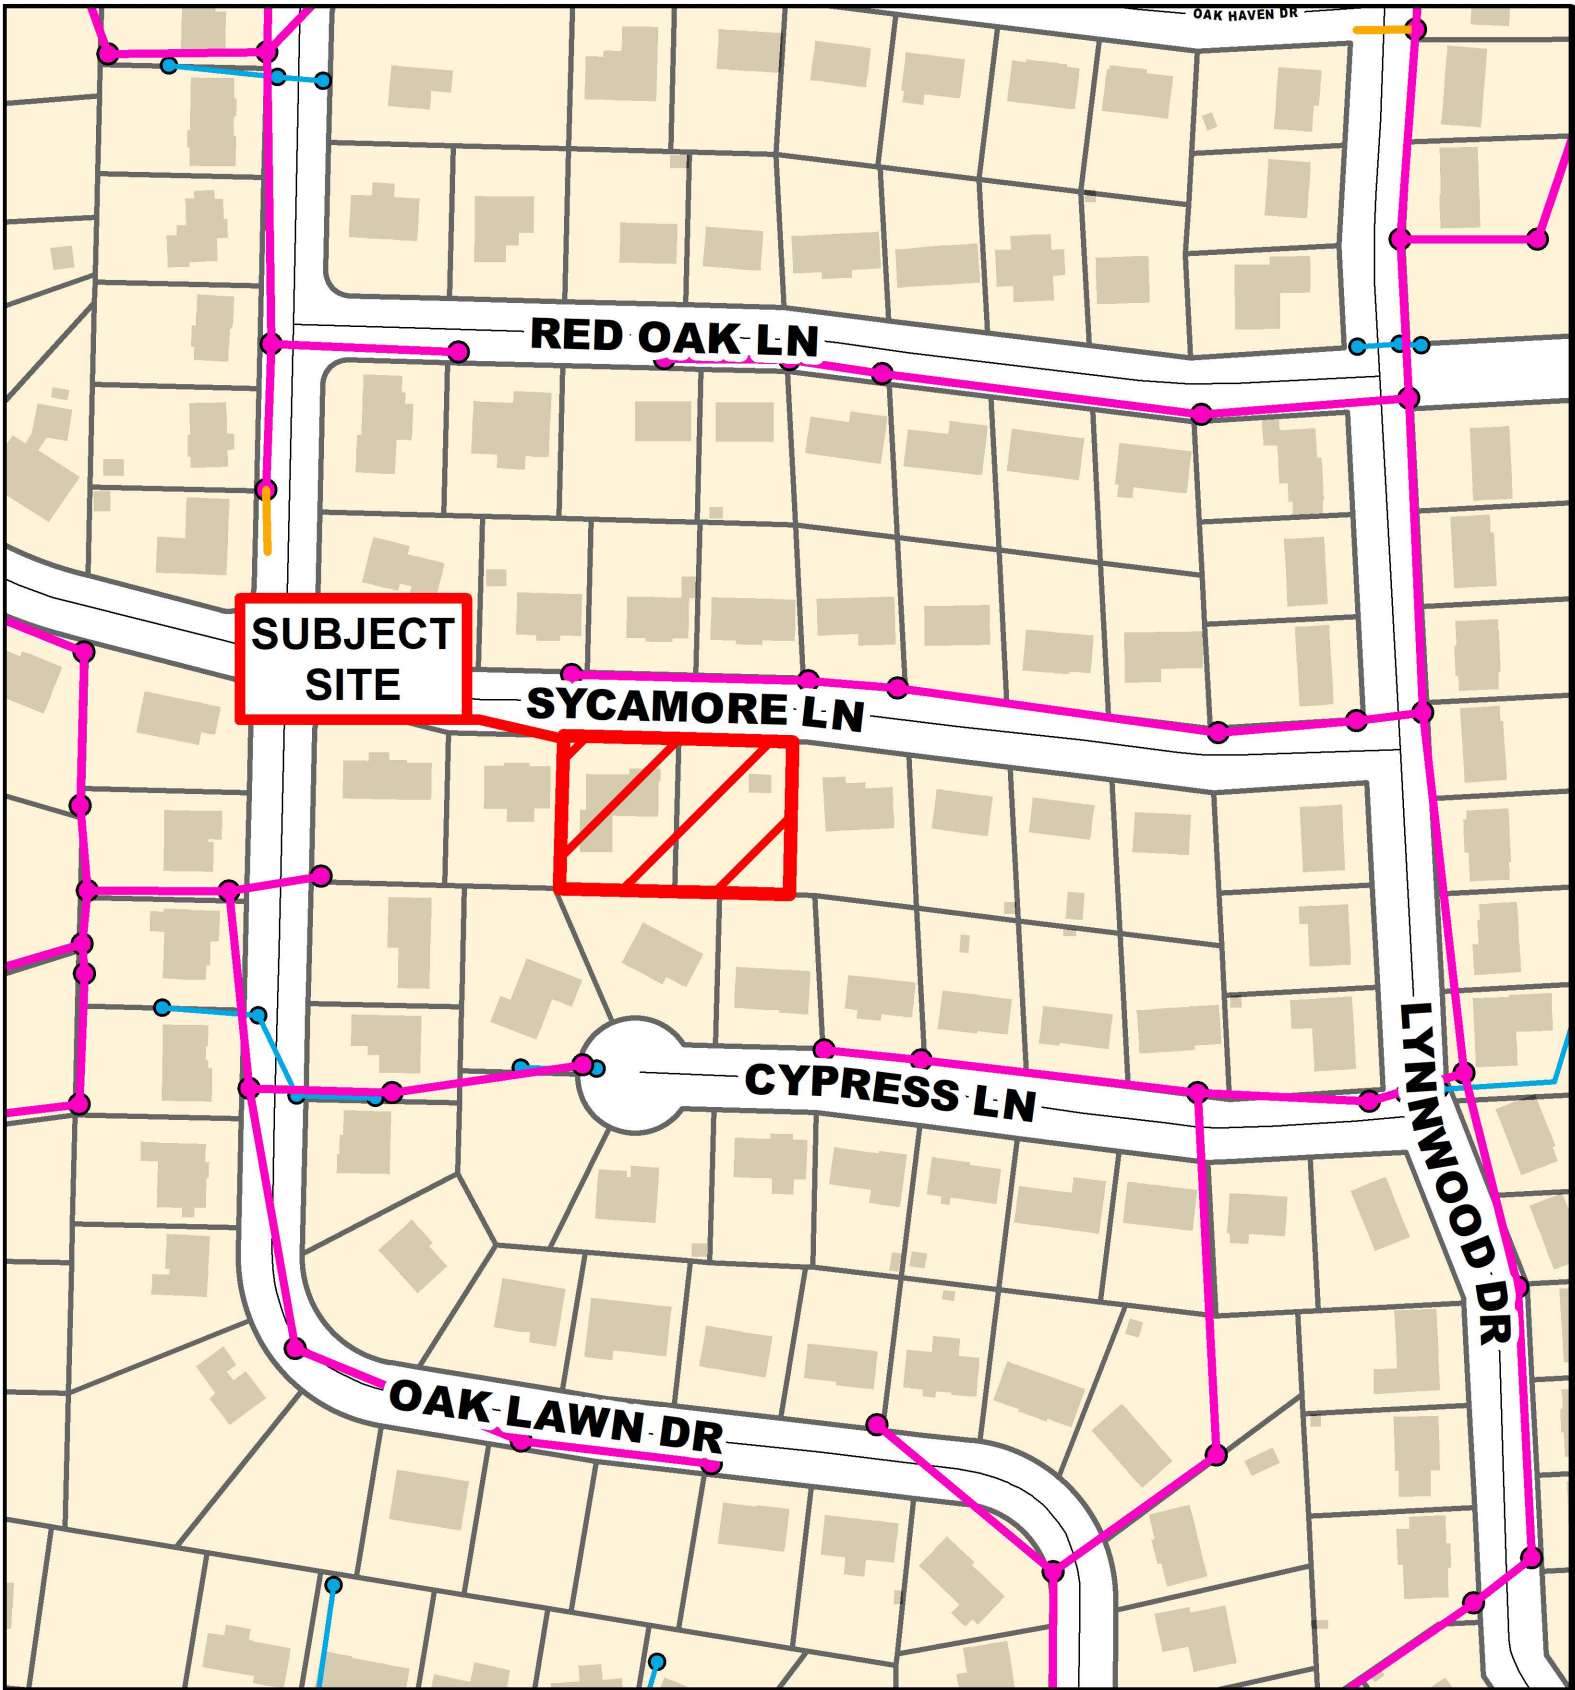 OAK HAVEN DR
RED OAK LN
SUBJECT
SITE
SYCAMORE LN
CYPRESS LN
LYNNWOOD DR
OAK LAWN DR